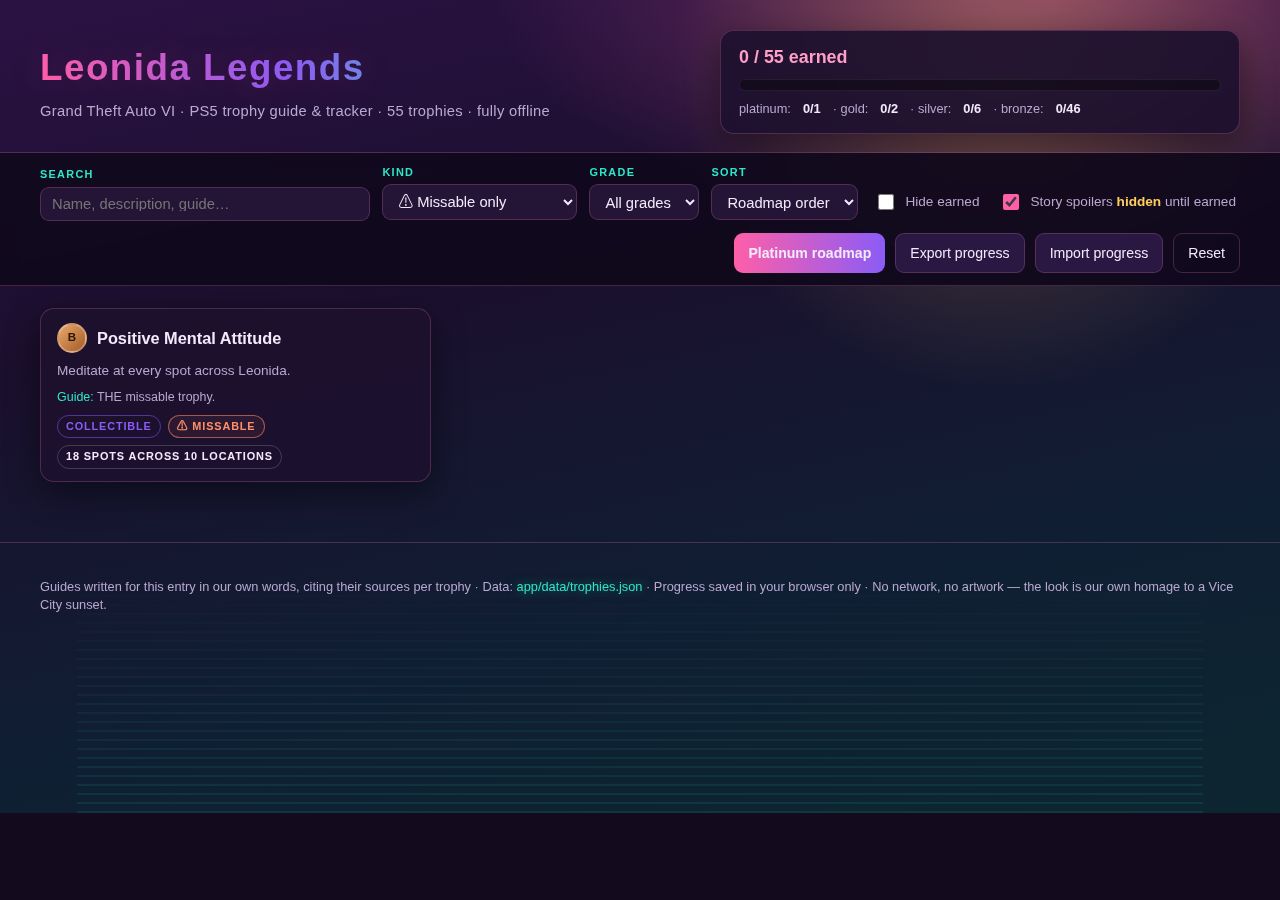 Leonida Legends
Grand Theft Auto VI · PS5 trophy guide & tracker · 55 trophies · fully offline
0 / 55 earned
platinum: 0/1 · gold: 0/2 · silver: 0/6 · bronze: 0/46
SEARCH
Name, description, guide…
KIND
⚠ Missable only
GRADE
All grades
SORT
Roadmap order
Hide earned
Story spoilers hidden until earned
Platinum roadmap
Export progress
Import progress
Reset
B
Positive Mental Attitude
Meditate at every spot across Leonida.
Guide: THE missable trophy.
COLLECTIBLE
⚠ MISSABLE
18 SPOTS ACROSS 10 LOCATIONS
Guides written for this entry in our own words, citing their sources per trophy · Data: app/data/trophies.json · Progress saved in your browser only · No network, no artwork — the look is our own homage to a Vice
City sunset.